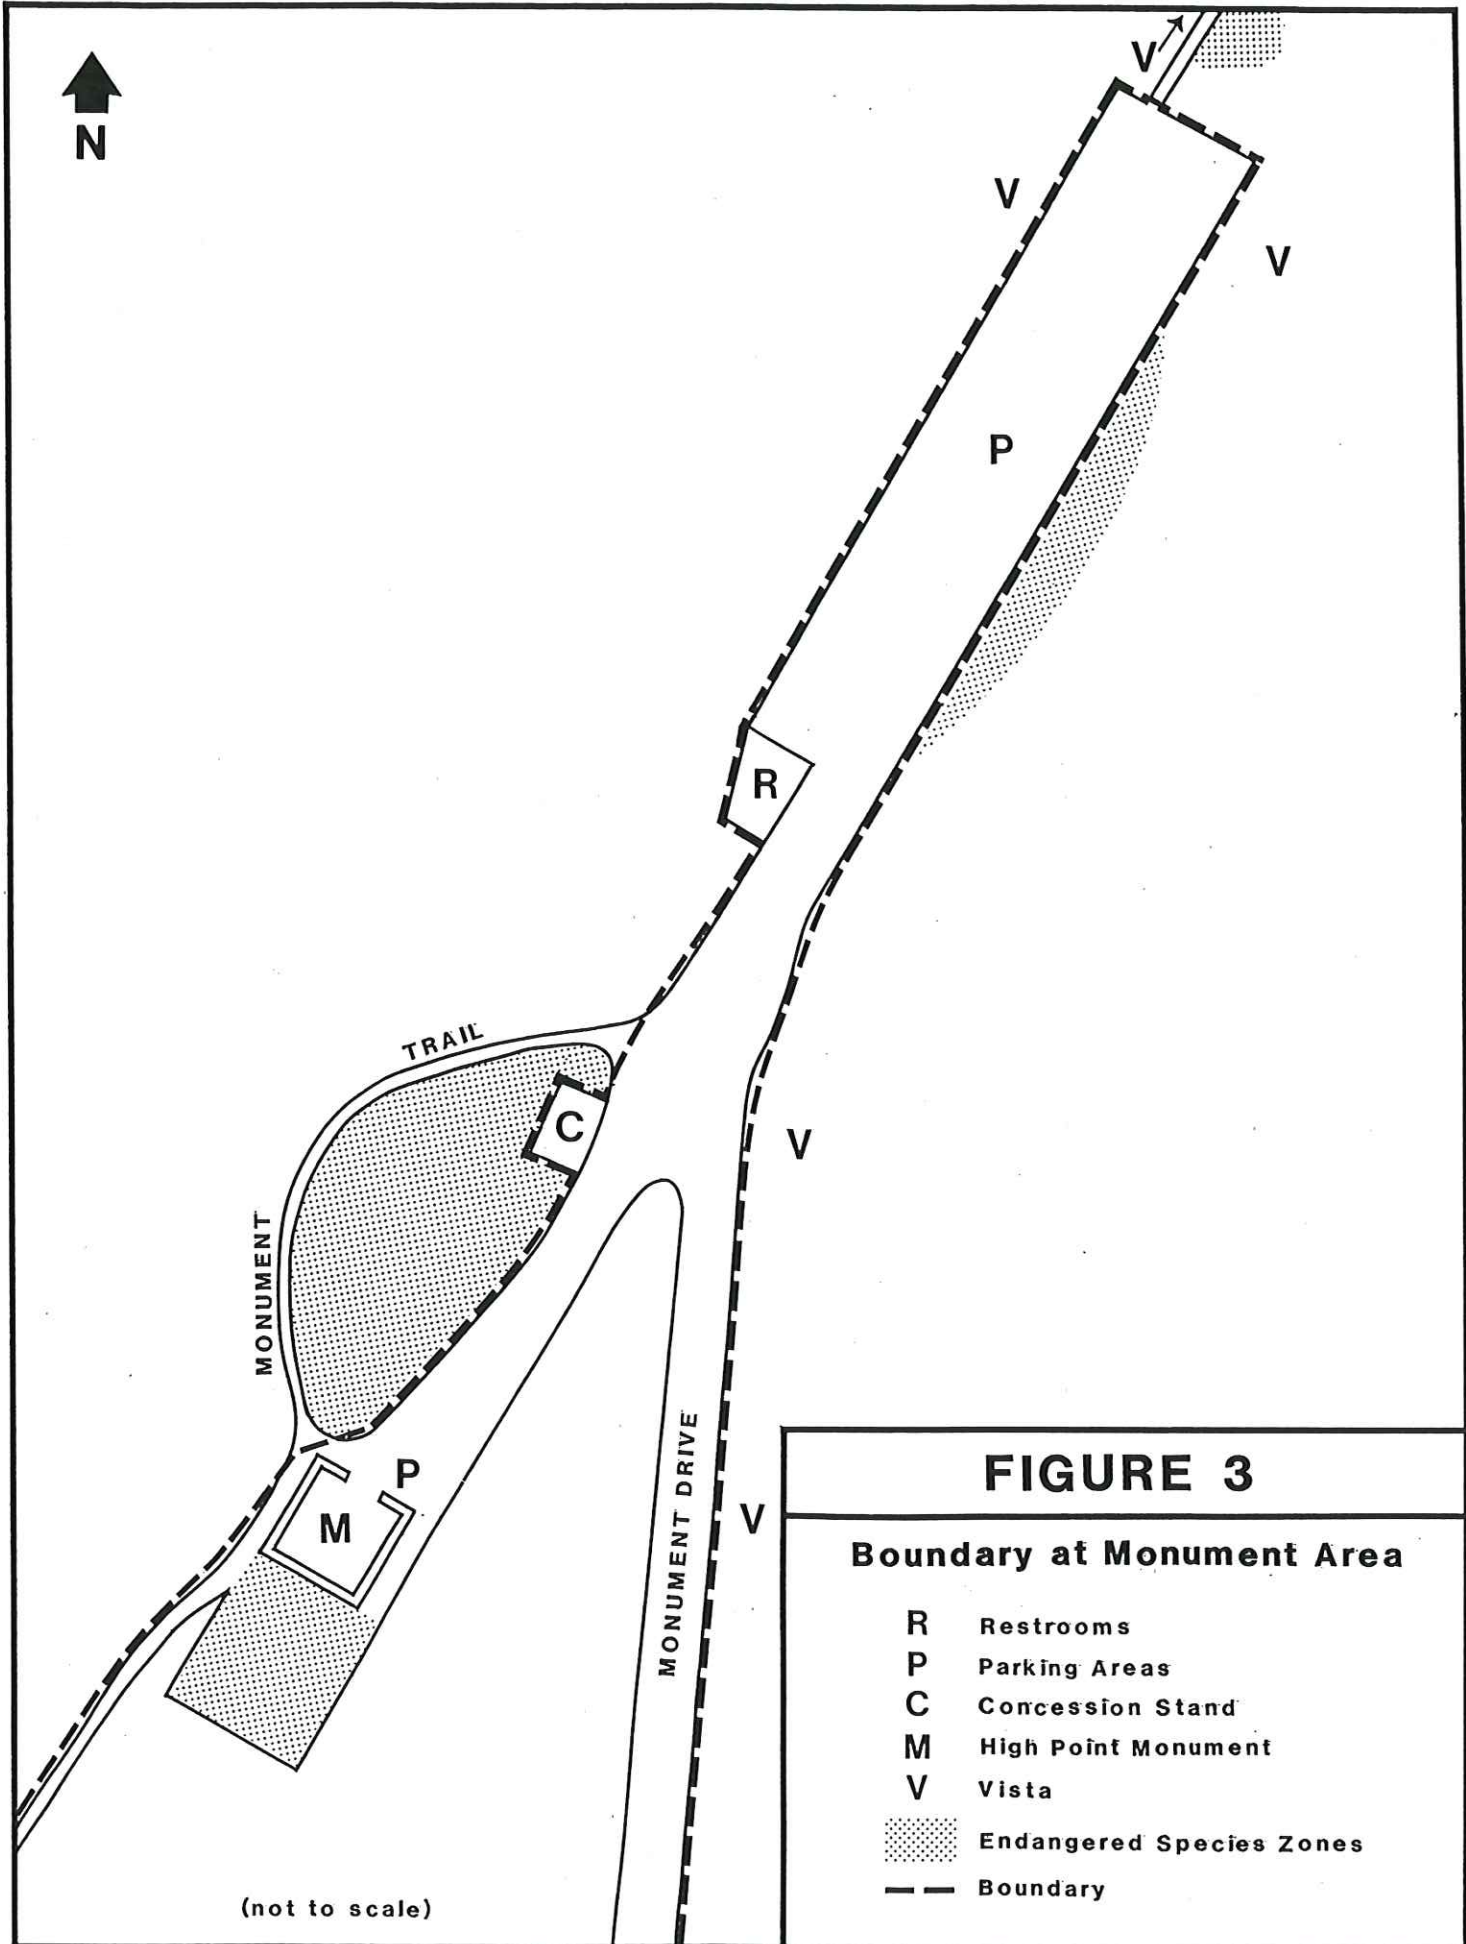 V
N
V
V
P
R
TRAIL
C
V
MONUMENT
P
M
V
MONUMENT DRIVE
(not to scale)
FIGURE 3
Boundary at Monument Area
R Restrooms
P Parking Areas
C Concession Stand
M High Point Monument
V Vista
Endangered Species Zones
Boundary